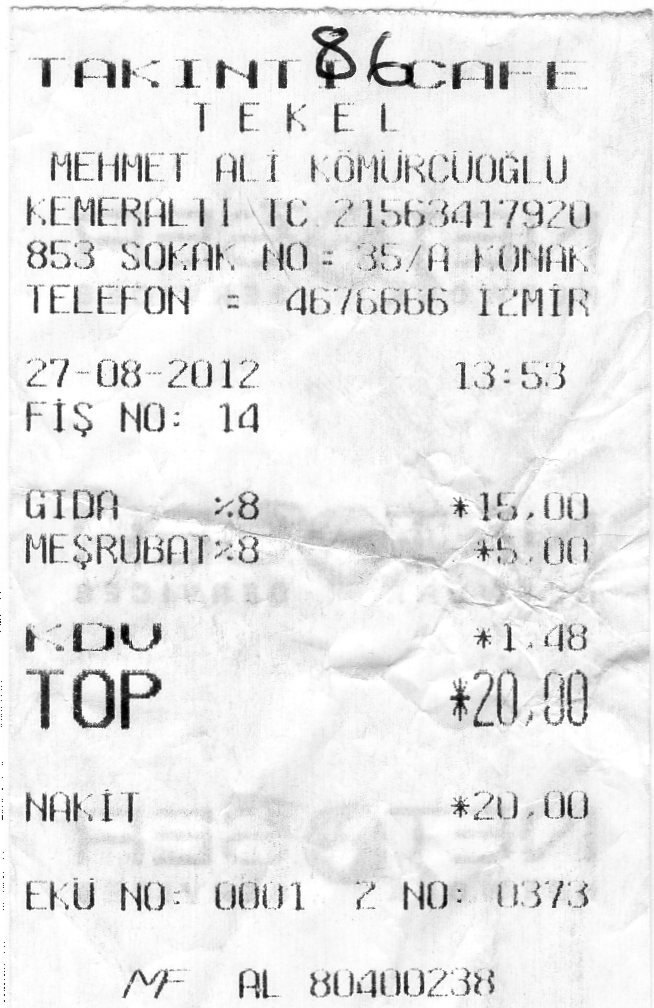 86
TAKINTI CAFE
TEKEL
MEHMET ALİ KÖMÜRCÜOĞLU
KEMERALTI TC 21563417920
853 SOKAK NO= 35/A KONAK
TELEFON = 4676666 İZMİR
27-08-2012 13:53
FİŞ NO: 14
GIDA %8 *15,00
MEŞRUBAT%8 *5,00
KDV *1,48
TOP *20,00
NAKİT *20,00
EKÜ NO: 0001 Z NO: 0373
MF AL 80400238